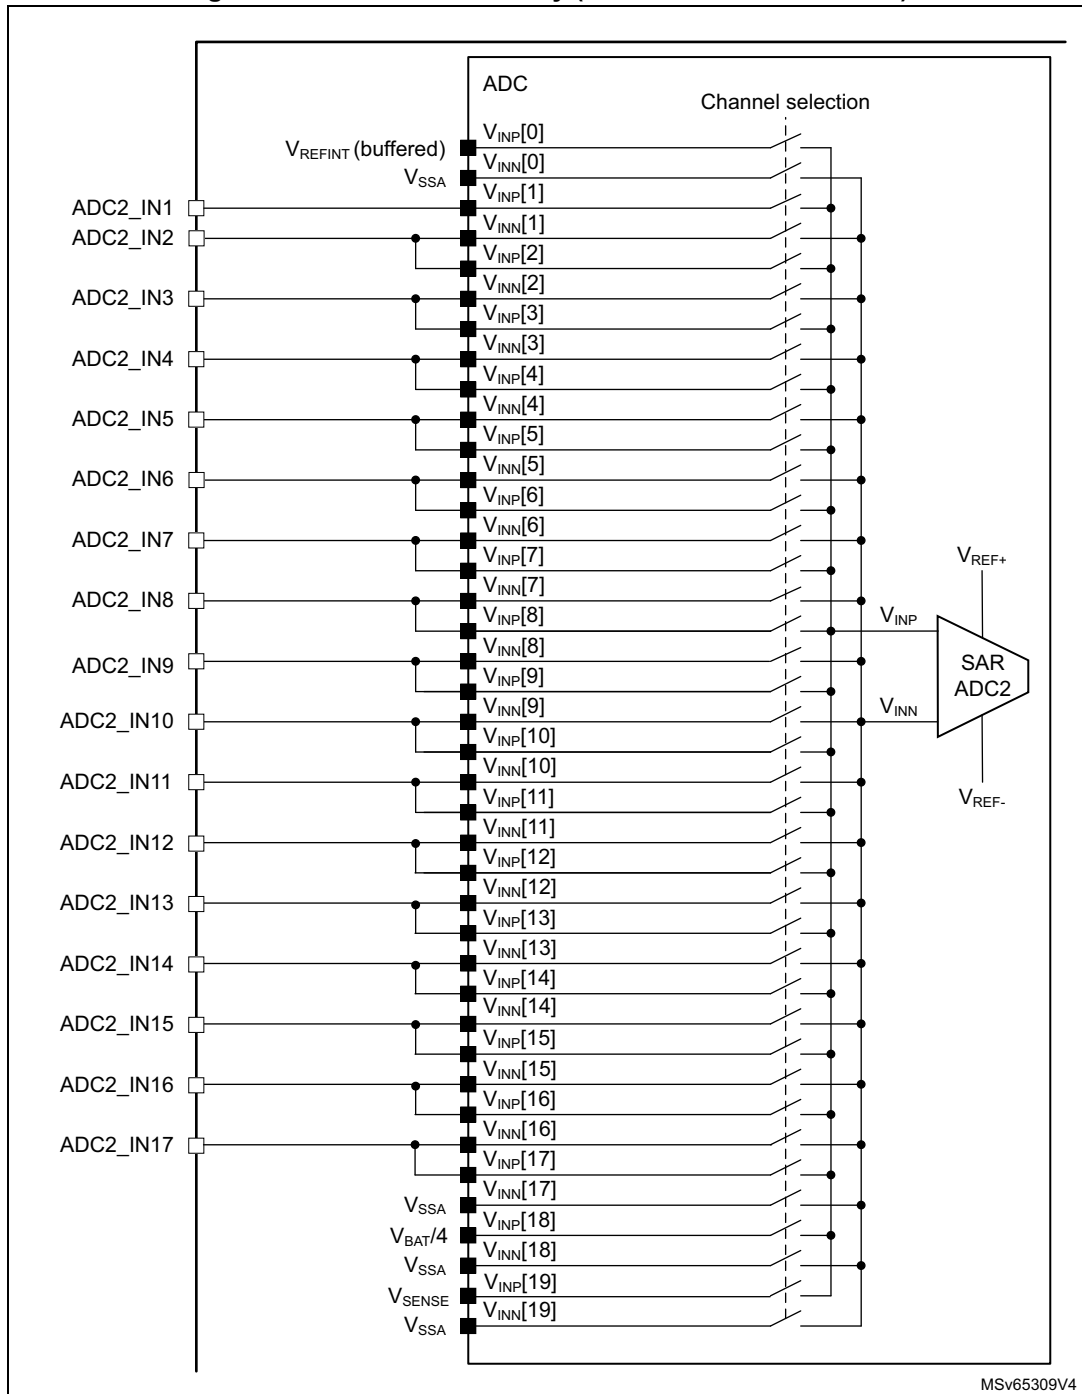 ADC
Channel selection
VREFINT (buffered)
VINP[0]
VSSA
VINN[0]
ADC2_IN1
VINP[1]
ADC2_IN2
VINN[1]
VINP[2]
ADC2_IN3
VINN[2]
VINP[3]
ADC2_IN4
VINN[3]
VINP[4]
ADC2_IN5
VINN[4]
VINP[5]
ADC2_IN6
VINN[5]
VINP[6]
ADC2_IN7
VINN[6]
VINP[7]
ADC2_IN8
VINN[7]
VINP[8]
ADC2_IN9
VINN[8]
VINP[9]
ADC2_IN10
VINN[9]
VINP[10]
ADC2_IN11
VINN[10]
VINP[11]
ADC2_IN12
VINN[11]
VINP[12]
ADC2_IN13
VINN[12]
VINP[13]
ADC2_IN14
VINN[13]
VINP[14]
ADC2_IN15
VINN[14]
VINP[15]
ADC2_IN16
VINN[15]
VINP[16]
ADC2_IN17
VINN[16]
VINP[17]
VSSA
VINN[17]
VBAT/4
VINP[18]
VSSA
VINN[18]
VSENSE
VINP[19]
VSSA
VINN[19]
VREF+
VINP
SAR
ADC2
VINN
VREF-
MSv65309V4